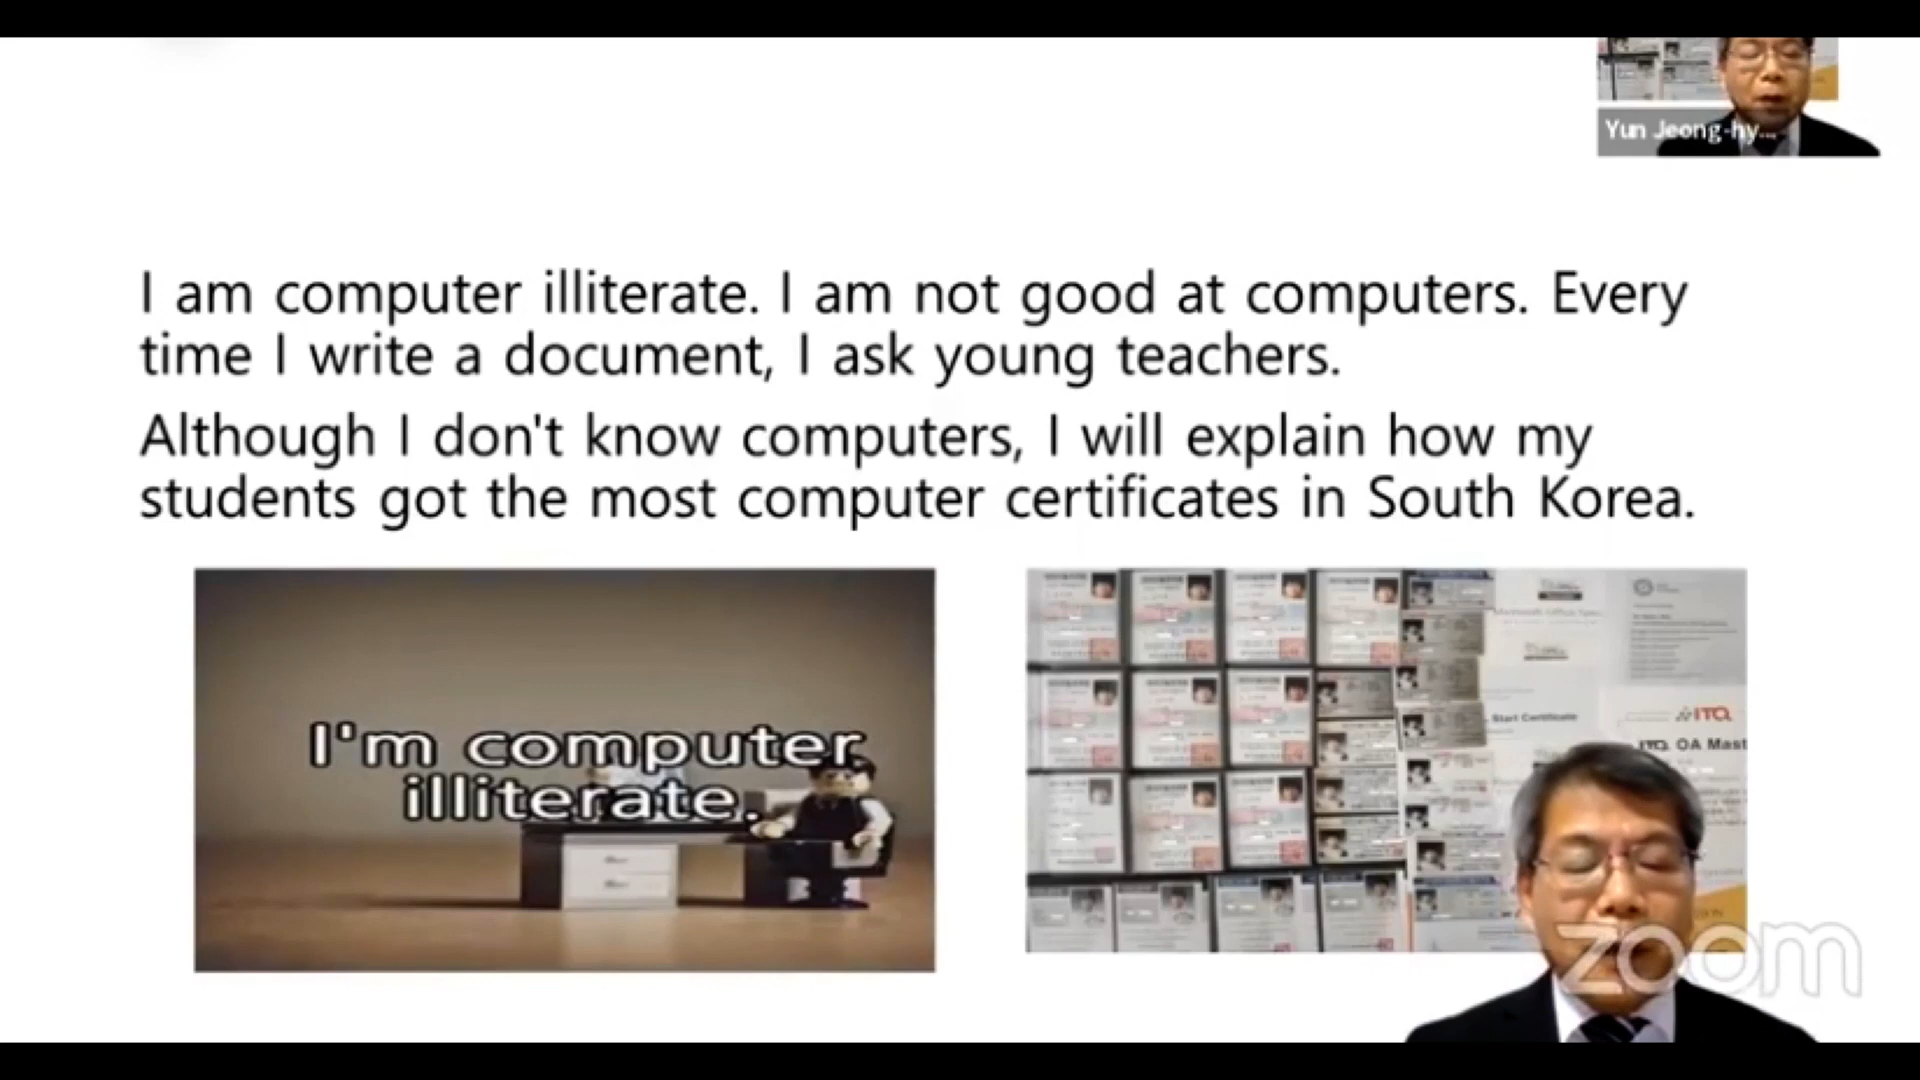 Yun Jeong-hy...
I am computer illiterate. I am not good at computers. Every
time I write a document, I ask young teachers.
Although I don't know computers, I will explain how my
students got the most computer certificates in South Korea.
I'm computer
illiterate.
Start Certificate
ITQ
ITQ OA Mast
zoom